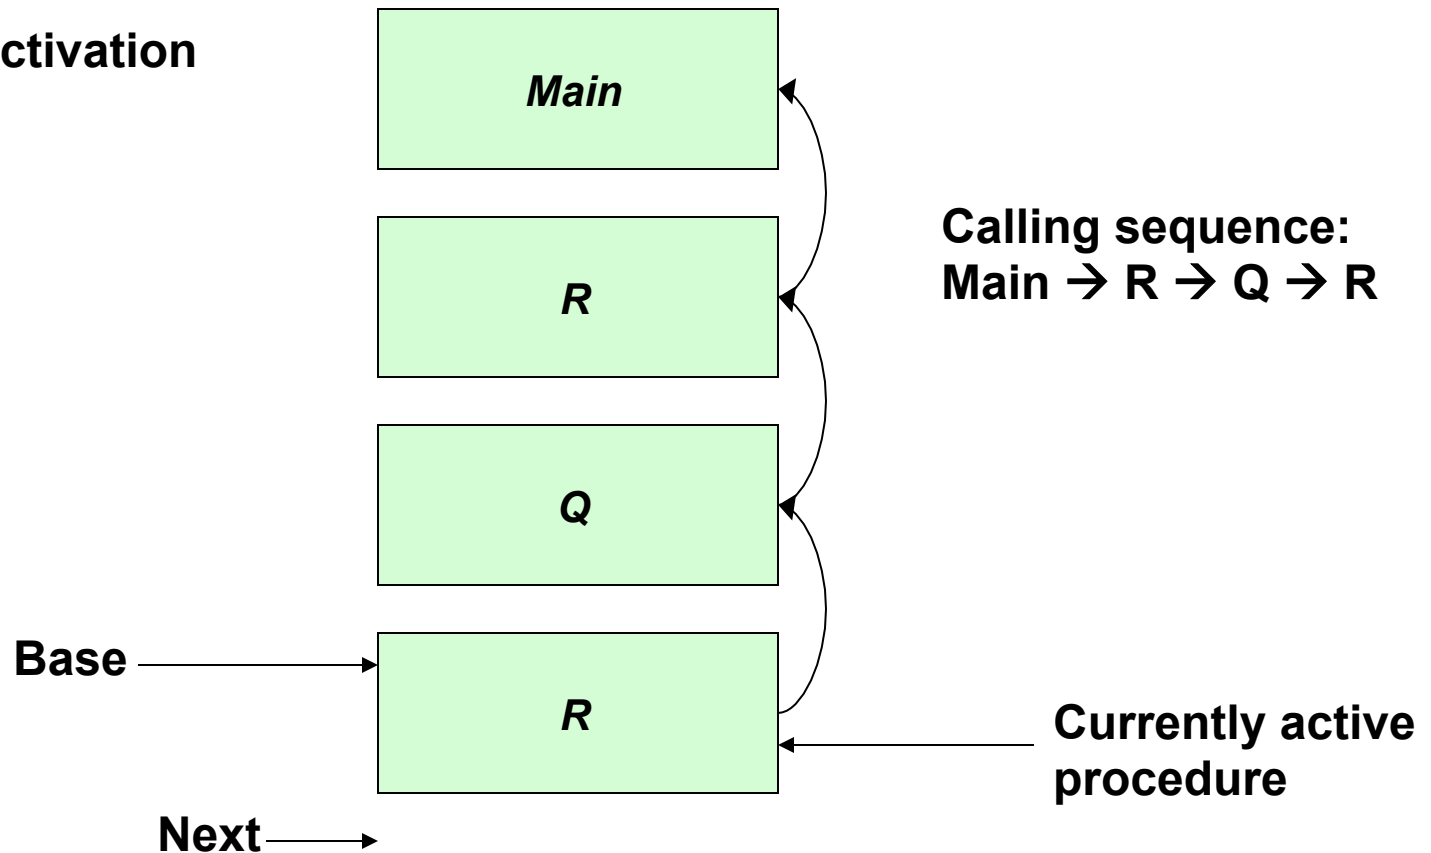 ctivation
Main
R
Calling sequence:
Main → R → Q → R
Q
Base
R
Currently active
procedure
Next